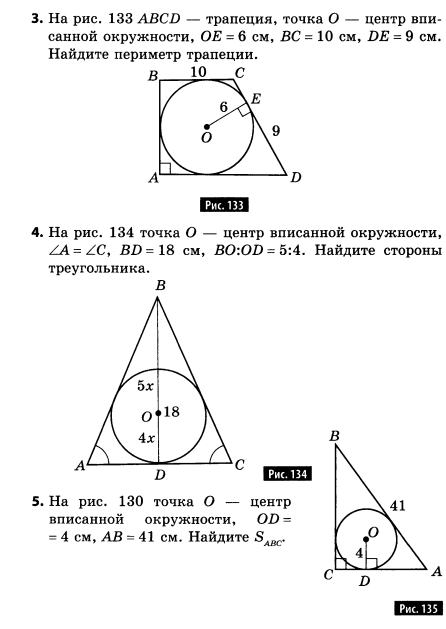 3. На рис. 133 ABCD — трапеция, точка O — центр впи-
санной окружности, OE = 6 см, BC = 10 см, DE = 9 см.
Найдите периметр трапеции.
B 10 C
E
6
9
O
A D
Рис. 133
4. На рис. 134 точка O — центр вписанной окружности,
∠A = ∠C, BD = 18 см, BO:OD = 5:4. Найдите стороны
треугольника.
B
5x
O 18
4x
A D C
Рис. 134
5. На рис. 130 точка O — центр
вписанной окружности, OD =
= 4 см, AB = 41 см. Найдите S_ABC.
B
41
O
4
C D A
Рис. 135